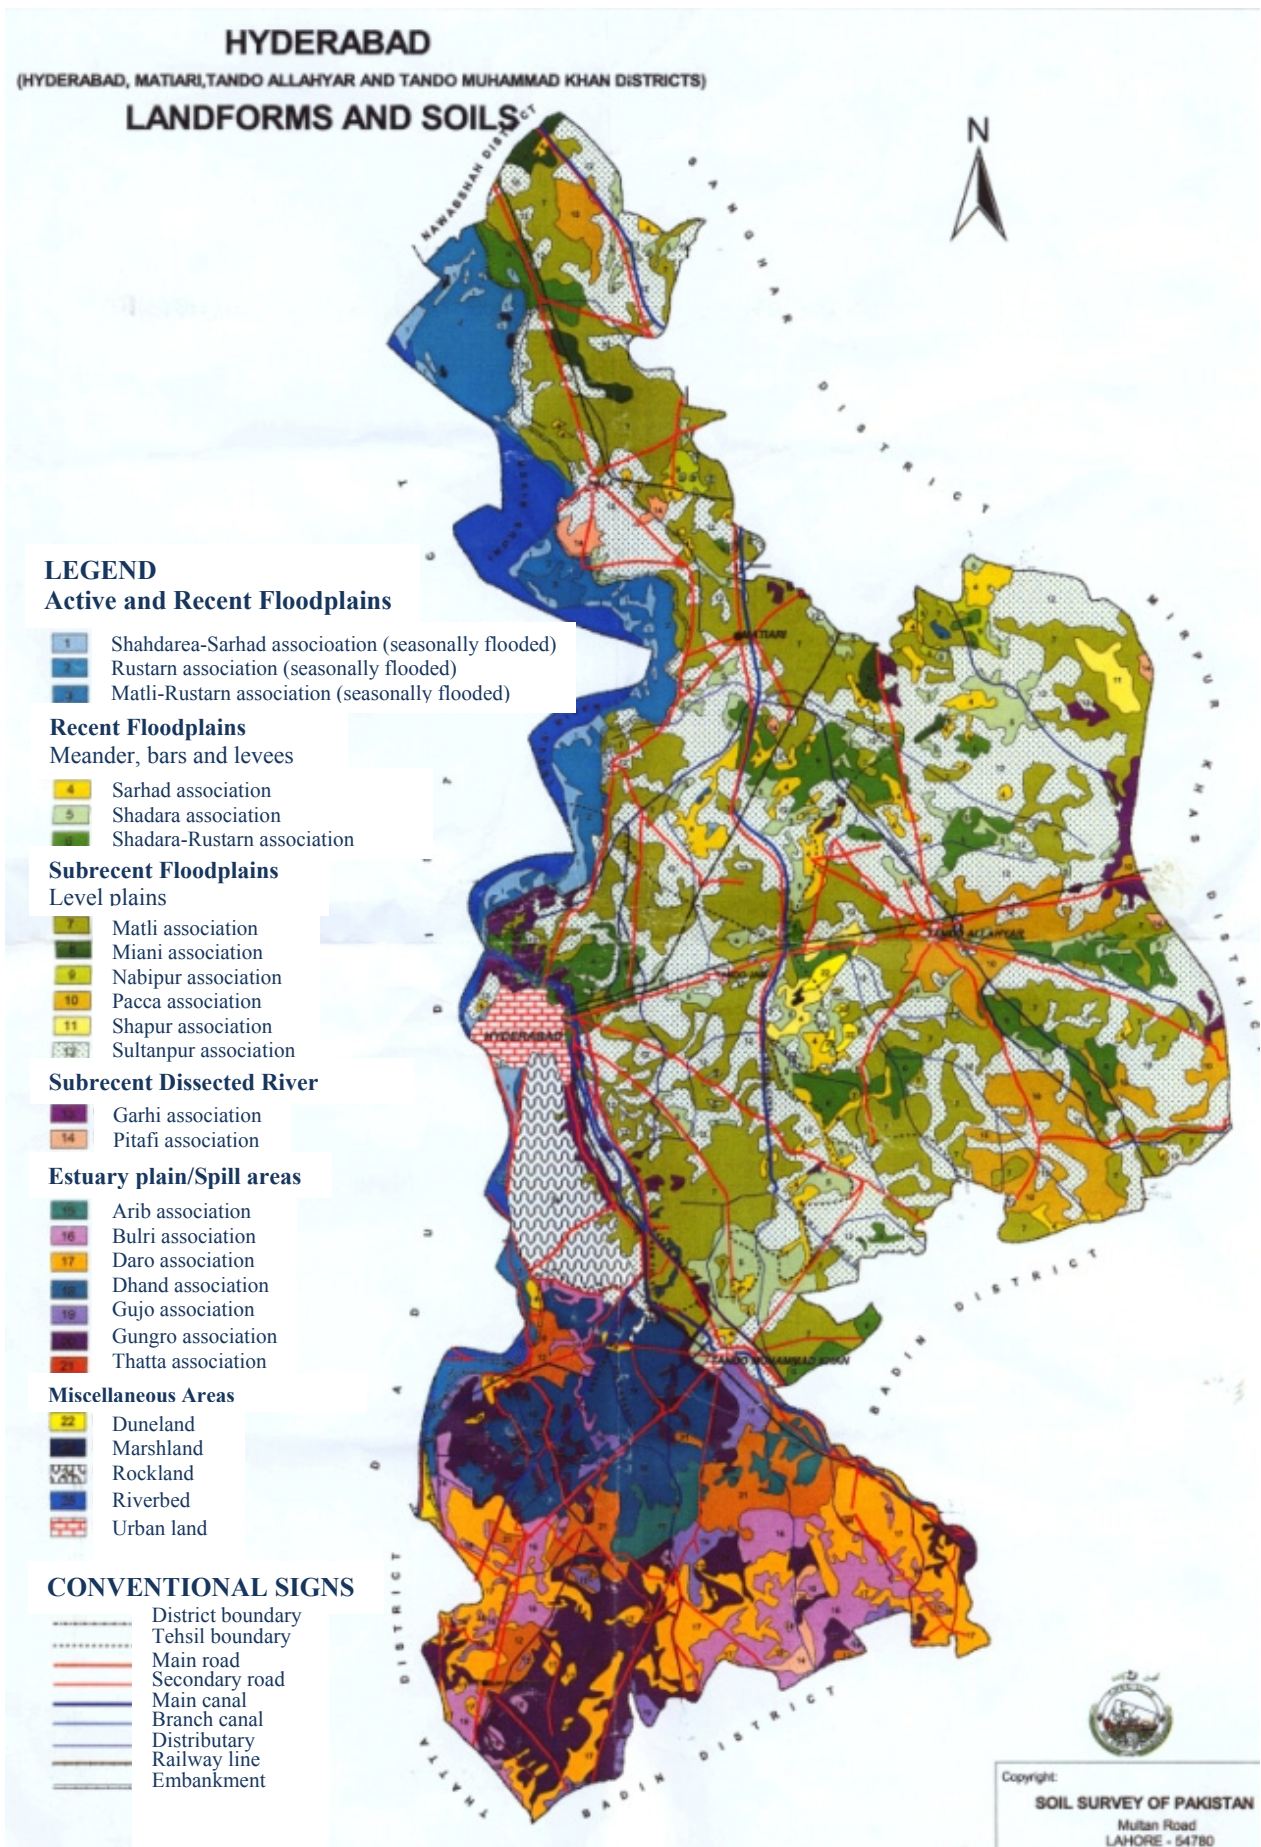 HYDERABAD
(HYDERABAD, MATIARI,TANDO ALLAHYAR AND TANDO MUHAMMAD KHAN DISTRICTS)
LANDFORMS AND SOILS
N
NAWABSHAH DISTRICT
SANGHAR DISTRICT
MIRPUR KHAS DISTRICT
BADIN DISTRICT
BADIN DISTRICT
THATTA DISTRICT
DADU DISTRICT
MATIARI
TANDO ALLAHYAR
HYDERABAD
TANDO MUHAMMAD KHAN
LEGEND
Active and Recent Floodplains
1 Shahdarea-Sarhad associoation (seasonally flooded)
2 Rustarn association (seasonally flooded)
3 Matli-Rustarn association (seasonally flooded)
Recent Floodplains
Meander, bars and levees
4 Sarhad association
5 Shadara association
6 Shadara-Rustarn association
Subrecent Floodplains
Level plains
7 Matli association
8 Miani association
9 Nabipur association
10 Pacca association
11 Shapur association
12 Sultanpur association
Subrecent Dissected River
13 Garhi association
14 Pitafi association
Estuary plain/Spill areas
15 Arib association
16 Bulri association
17 Daro association
18 Dhand association
19 Gujo association
20 Gungro association
21 Thatta association
Miscellaneous Areas
22 Duneland
Marshland
Rockland
25 Riverbed
Urban land
CONVENTIONAL SIGNS
District boundary
Tehsil boundary
Main road
Secondary road
Main canal
Branch canal
Distributary
Railway line
Embankment
Copyright:
SOIL SURVEY OF PAKISTAN
Multan Road
LAHORE - 54780